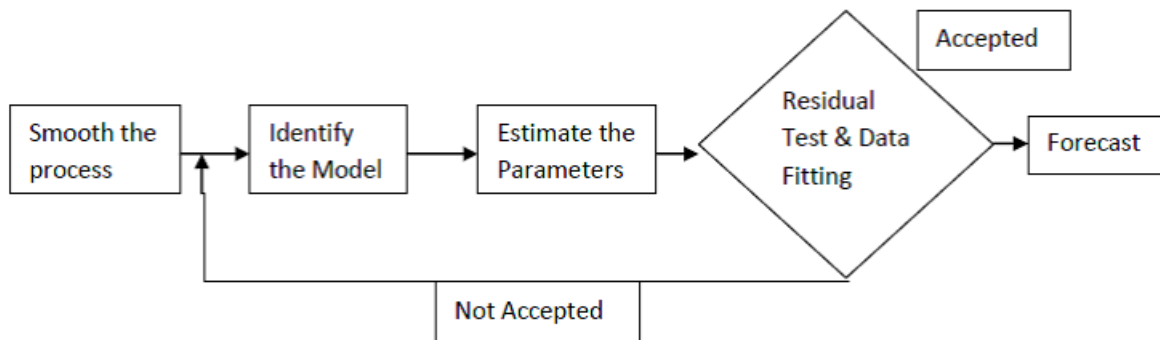 Smooth the
process
Identify
the Model
Estimate the
Parameters
Residual
Test & Data
Fitting
Accepted
Forecast
Not Accepted